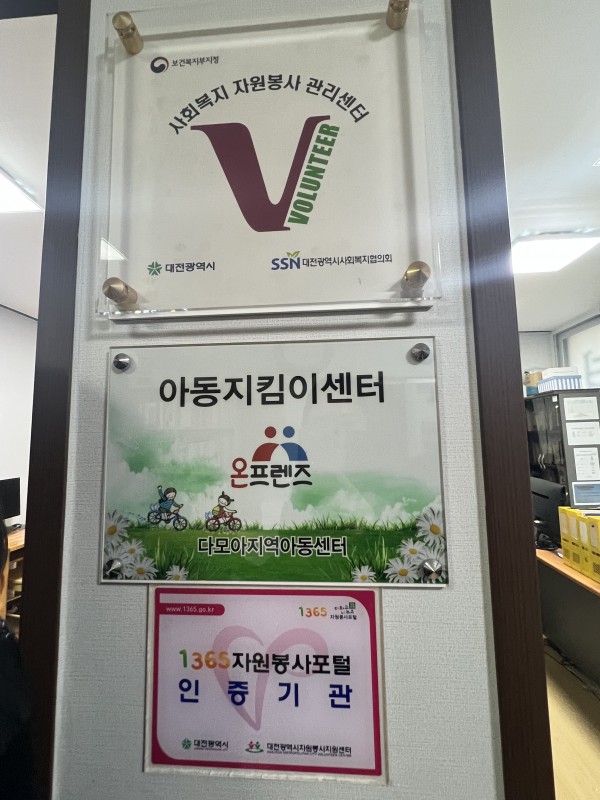 보건복지부지정
사회복지 자원봉사 관리센터
V
VOLUNTEER
대전광역시
SSN 대전광역시사회복지협의회
아동지킴이센터
온프렌즈
다모아지역아동센터
www.1365.go.kr
1365
자원봉사포털
1365자원봉사포털
인증기관
대전광역시
대전광역시자원봉사지원센터